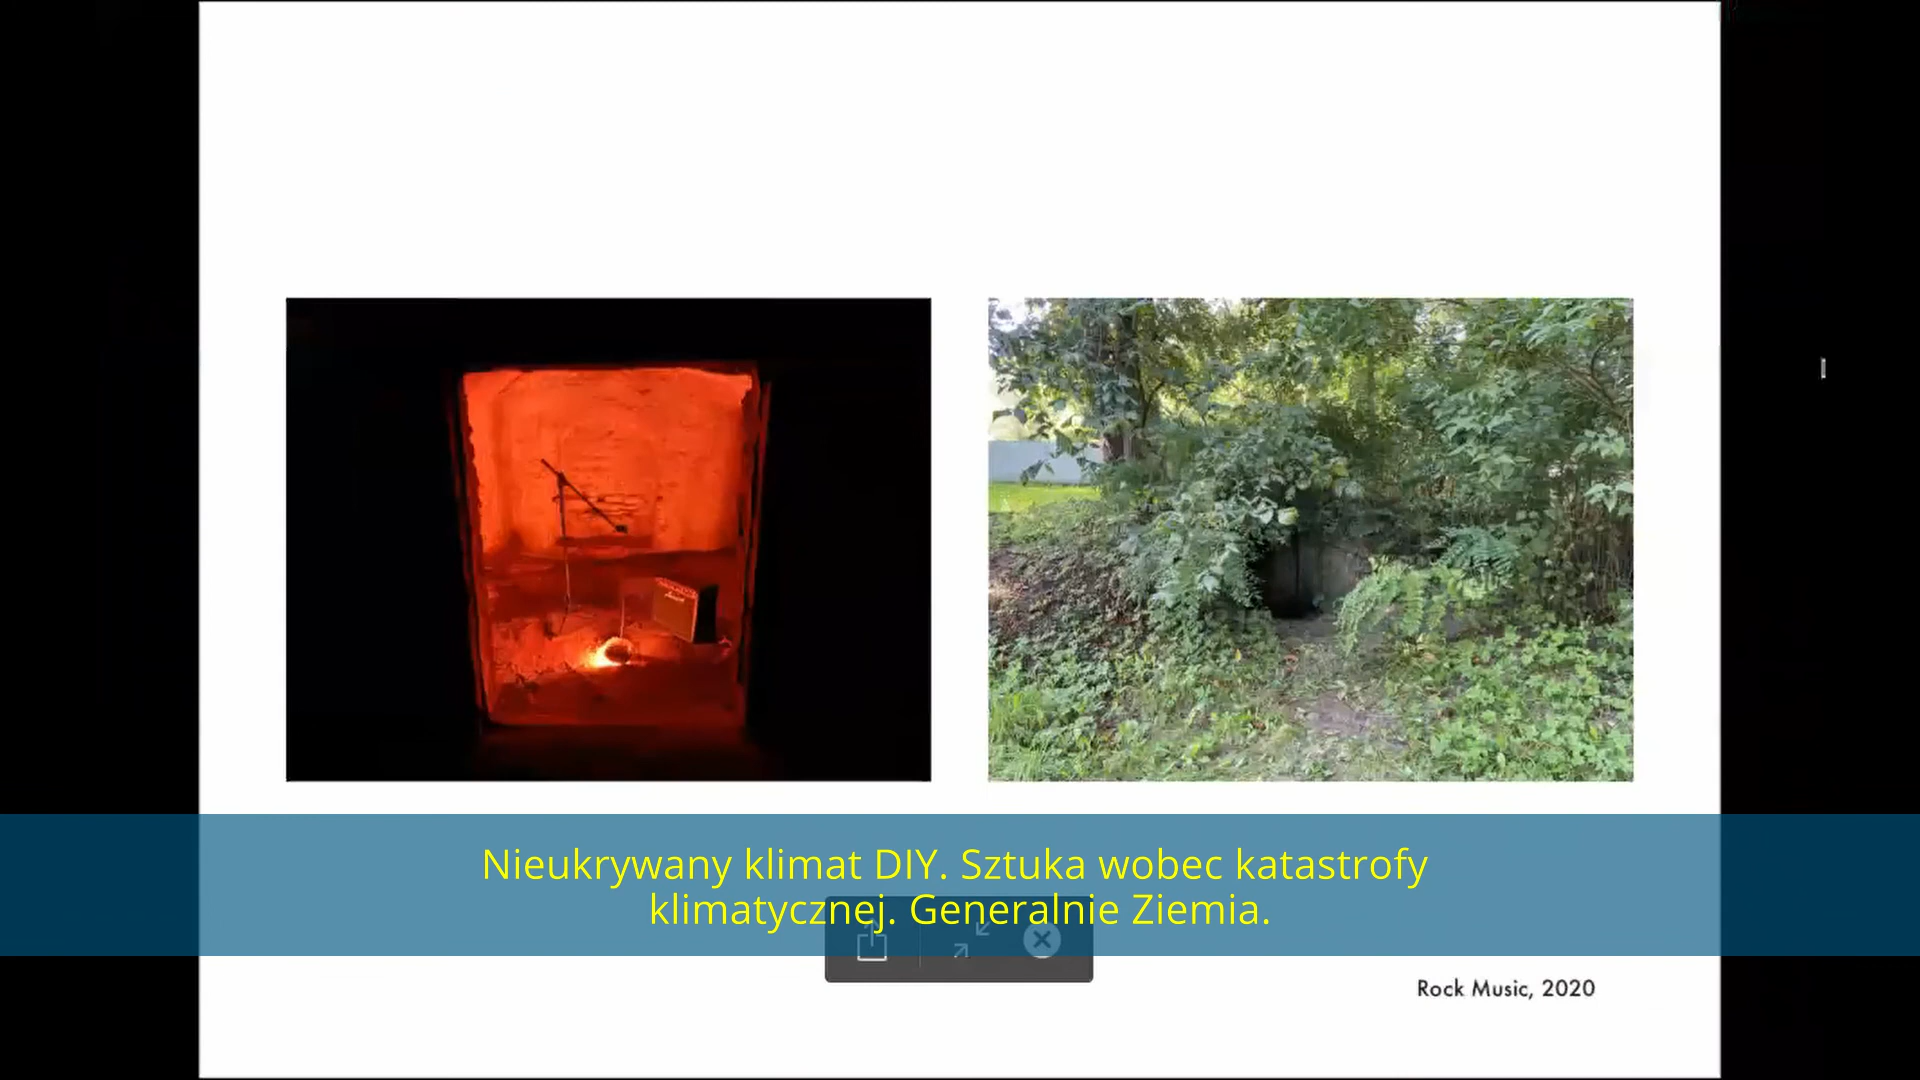 Nieukrywany klimat DIY. Sztuka wobec katastrofy
klimatycznej. Generalnie Ziemia.
Rock Music, 2020